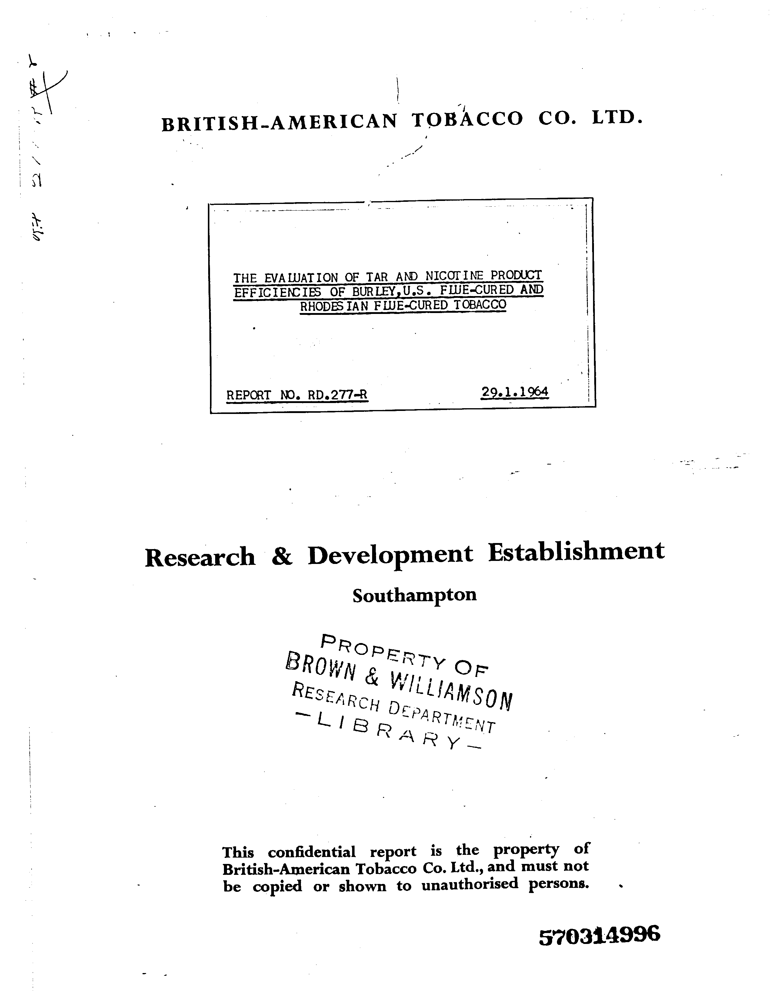 BRITISH-AMERICAN TOBACCO CO. LTD.
THE EVALUATION OF TAR AND NICOTINE PRODUCT
EFFICIENCIES OF BURLEY, U.S. FLUE-CURED AND
RHODESIAN FLUE-CURED TOBACCO
REPORT NO. RD.277-R 29.1.1964
Research & Development Establishment
Southampton
PROPERTY OF
BROWN & WILLIAMSON
RESEARCH DEPARTMENT
-LIBRARY-
This confidential report is the property of
British-American Tobacco Co. Ltd., and must not
be copied or shown to unauthorised persons.
570314996